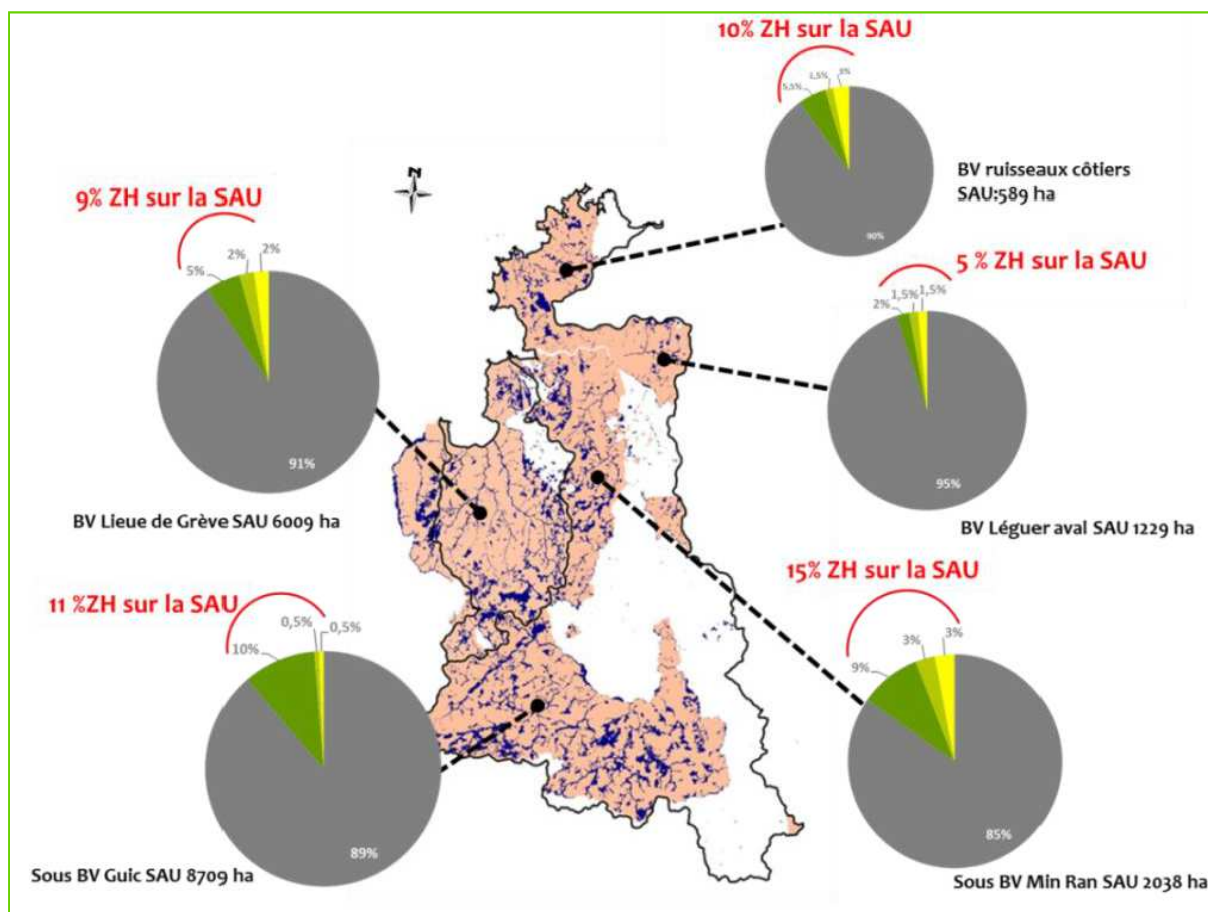 10% ZH sur la SAU
5,5%
1,5%
3%
90%
BV ruisseaux côtiers
SAU:589 ha
N
9% ZH sur la SAU
5%
2%
2%
91%
BV Lieue de Grève SAU 6009 ha
5 % ZH sur la SAU
2%
1,5%
1,5%
95%
BV Léguer aval SAU 1229 ha
11 %ZH sur la SAU
10%
0,5%
0,5%
89%
Sous BV Guic SAU 8709 ha
15% ZH sur la SAU
9%
3%
3%
85%
Sous BV Min Ran SAU 2038 ha